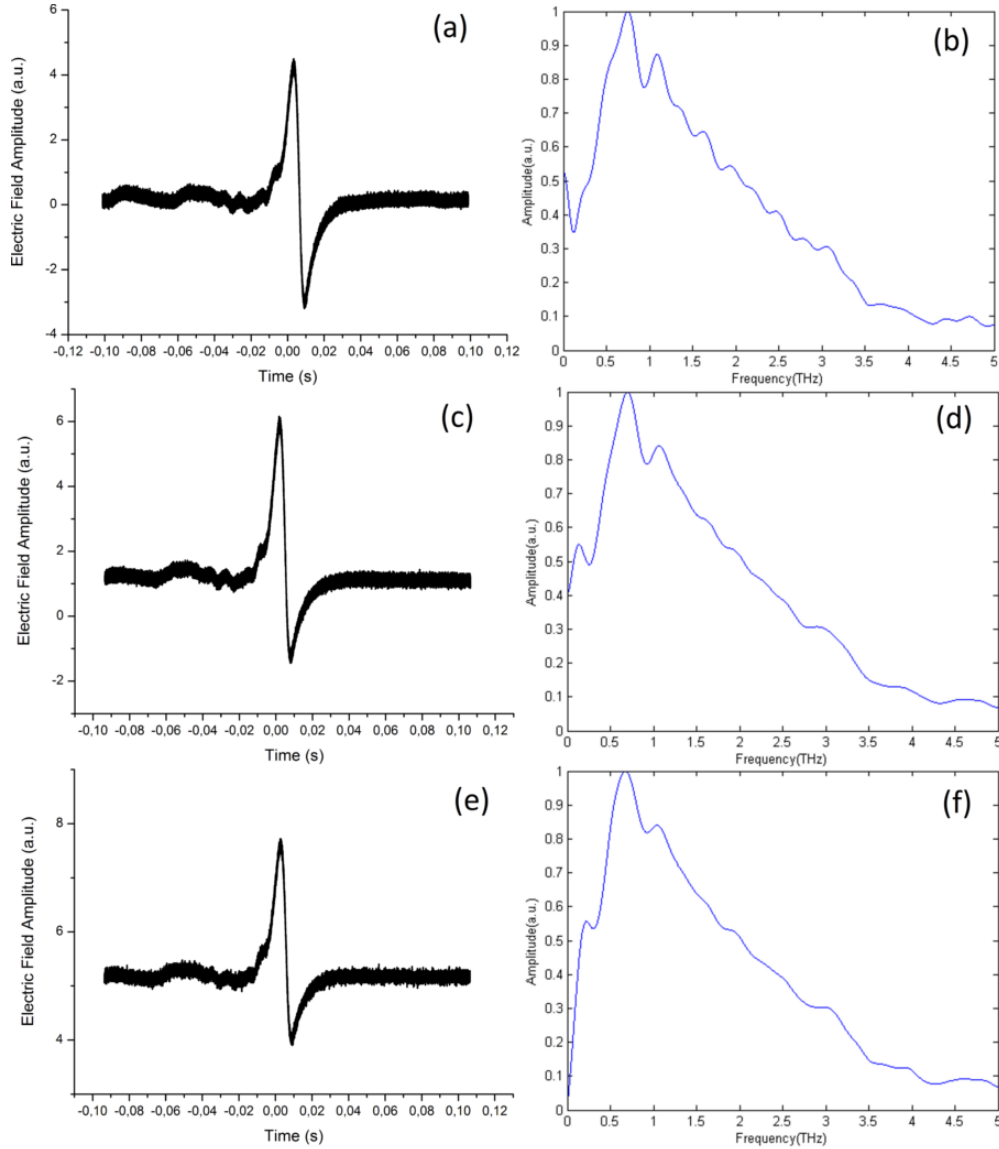 (a)
Electric Field Amplitude (a.u.)
6
4
2
0
-2
-4
-0,12 -0,10 -0,08 -0,06 -0,04 -0,02 0,00 0,02 0,04 0,06 0,08 0,10 0,12
Time (s)
(b)
Amplitude(a.u.)
1
0.9
0.8
0.7
0.6
0.5
0.4
0.3
0.2
0.1
0
0 0.5 1 1.5 2 2.5 3 3.5 4 4.5 5
Frequency(THz)
(c)
Electric Field Amplitude (a.u.)
6
4
2
0
-2
-0,10 -0,08 -0,06 -0,04 -0,02 0,00 0,02 0,04 0,06 0,08 0,10 0,12
Time (s)
(d)
Amplitude(a.u.)
1
0.9
0.8
0.7
0.6
0.5
0.4
0.3
0.2
0.1
0
0 0.5 1 1.5 2 2.5 3 3.5 4 4.5 5
Frequency(THz)
(e)
Electric Field Amplitude (a.u.)
8
6
4
-0,10 -0,08 -0,06 -0,04 -0,02 0,00 0,02 0,04 0,06 0,08 0,10 0,12
Time (s)
(f)
Amplitude(a.u.)
1
0.9
0.8
0.7
0.6
0.5
0.4
0.3
0.2
0.1
0
0 0.5 1 1.5 2 2.5 3 3.5 4 4.5 5
Frequency(THz)